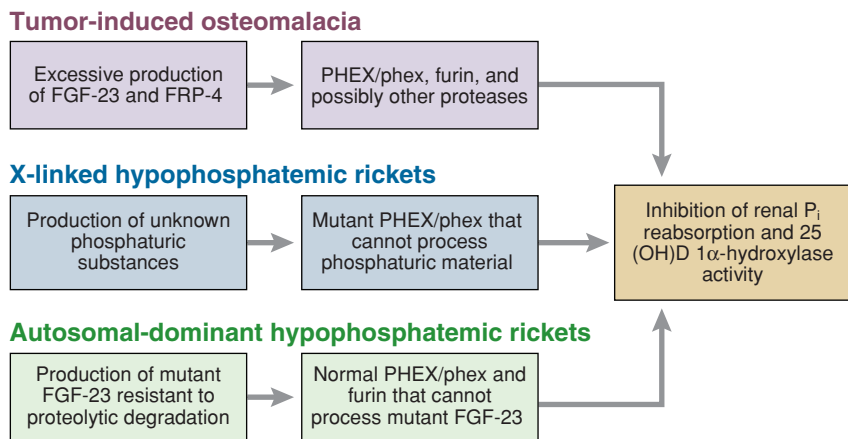 Tumor-induced osteomalacia
Excessive production
of FGF-23 and FRP-4
PHEX/phex, furin, and
possibly other proteases
X-linked hypophosphatemic rickets
Production of unknown
phosphaturic
substances
Mutant PHEX/phex that
cannot process
phosphaturic material
Inhibition of renal Pi
reabsorption and 25
(OH)D 1α-hydroxylase
activity
Autosomal-dominant hypophosphatemic rickets
Production of mutant
FGF-23 resistant to
proteolytic degradation
Normal PHEX/phex and
furin that cannot
process mutant FGF-23